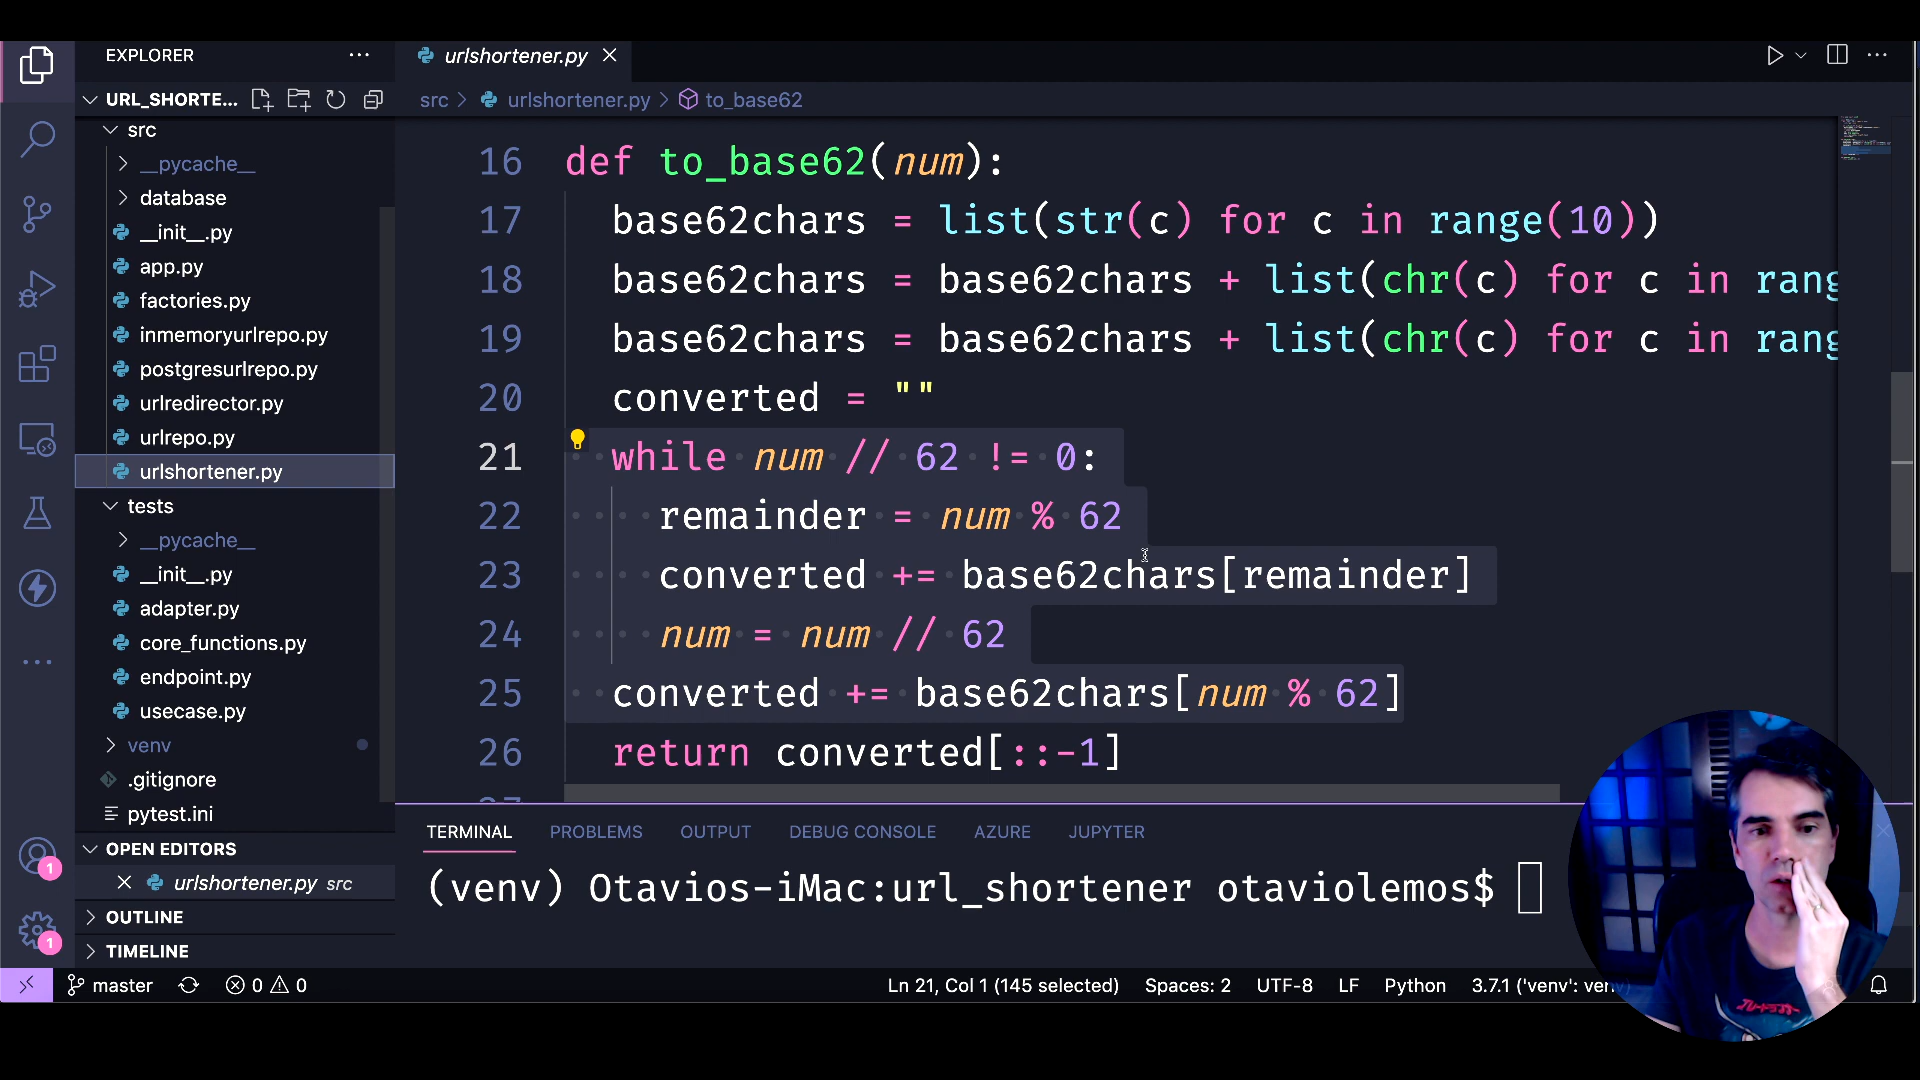 EXPLORER
URL_SHORTE...
src
__pycache__
database
__init__.py
app.py
factories.py
inmemoryurlrepo.py
postgresurlrepo.py
urlredirector.py
urlrepo.py
urlshortener.py
tests
__pycache__
__init__.py
adapter.py
core_functions.py
endpoint.py
usecase.py
venv
.gitignore
pytest.ini
OPEN EDITORS
urlshortener.py src
OUTLINE
TIMELINE
1
1
urlshortener.py
src > urlshortener.py > to_base62
16 def to_base62(num):
17 base62chars = list(str(c) for c in range(10))
18 base62chars = base62chars + list(chr(c) for c in rang
19 base62chars = base62chars + list(chr(c) for c in rang
20 converted = ""
21 while num // 62 != 0:
22 remainder = num % 62
23 converted += base62chars[remainder]
24 num = num // 62
25 converted += base62chars[num % 62]
26 return converted[::-1]
TERMINAL PROBLEMS OUTPUT DEBUG CONSOLE AZURE JUPYTER
(venv) Otavios-iMac:url_shortener otaviolemos$
master 0 0 Ln 21, Col 1 (145 selected) Spaces: 2 UTF-8 LF Python 3.7.1 ('venv': ven